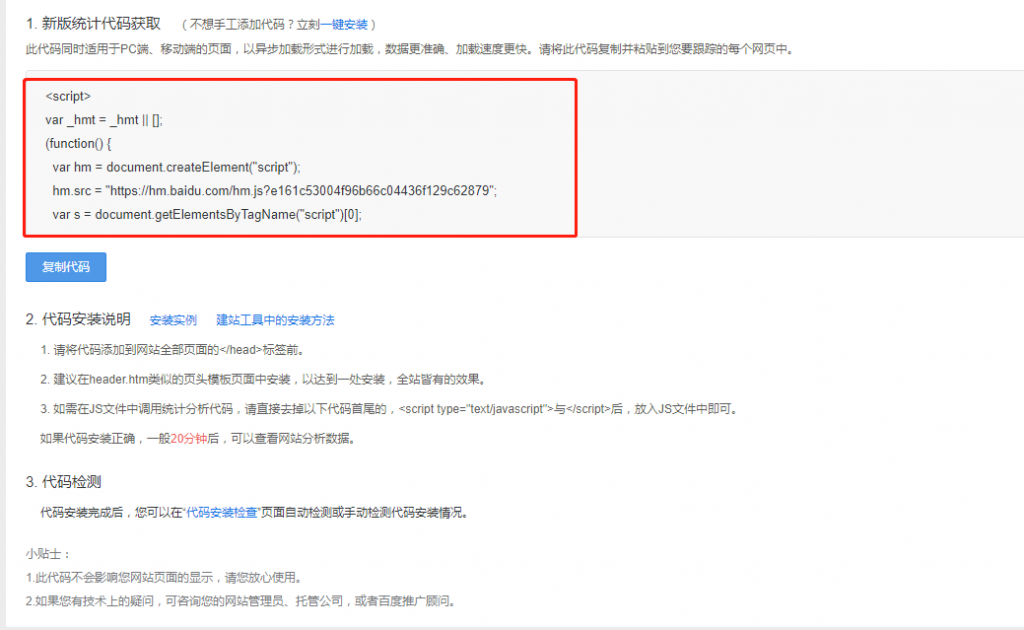 1. 新版统计代码获取 （不想手工添加代码？立刻一键安装）
此代码同时适用于PC端、移动端的页面，以异步加载形式进行加载，数据更准确、加载速度更快。请将此代码复制并粘贴到您要跟踪的每个网页中。
<script>
var _hmt = _hmt || [];
(function() {
var hm = document.createElement("script");
hm.src = "https://hm.baidu.com/hm.js?e161c53004f96b66c04436f129c62879";
var s = document.getElementsByTagName("script")[0];
复制代码
2. 代码安装说明 安装实例 建站工具中的安装方法
1. 请将代码添加到网站全部页面的</head>标签前。
2. 建议在header.htm类似的页头模板页面中安装，以达到一处安装，全站皆有的效果。
3. 如需在JS文件中调用统计分析代码，请直接去掉以下代码首尾的，<script type="text/javascript">与</script>后，放入JS文件中即可。
如果代码安装正确，一般20分钟后，可以查看网站分析数据。
3. 代码检测
代码安装完成后，您可以在“代码安装检查”页面自动检测或手动检测代码安装情况。
小贴士：
1.此代码不会影响您网站页面的显示，请您放心使用。
2.如果您有技术上的疑问，可咨询您的网站管理员、托管公司，或者百度推广顾问。